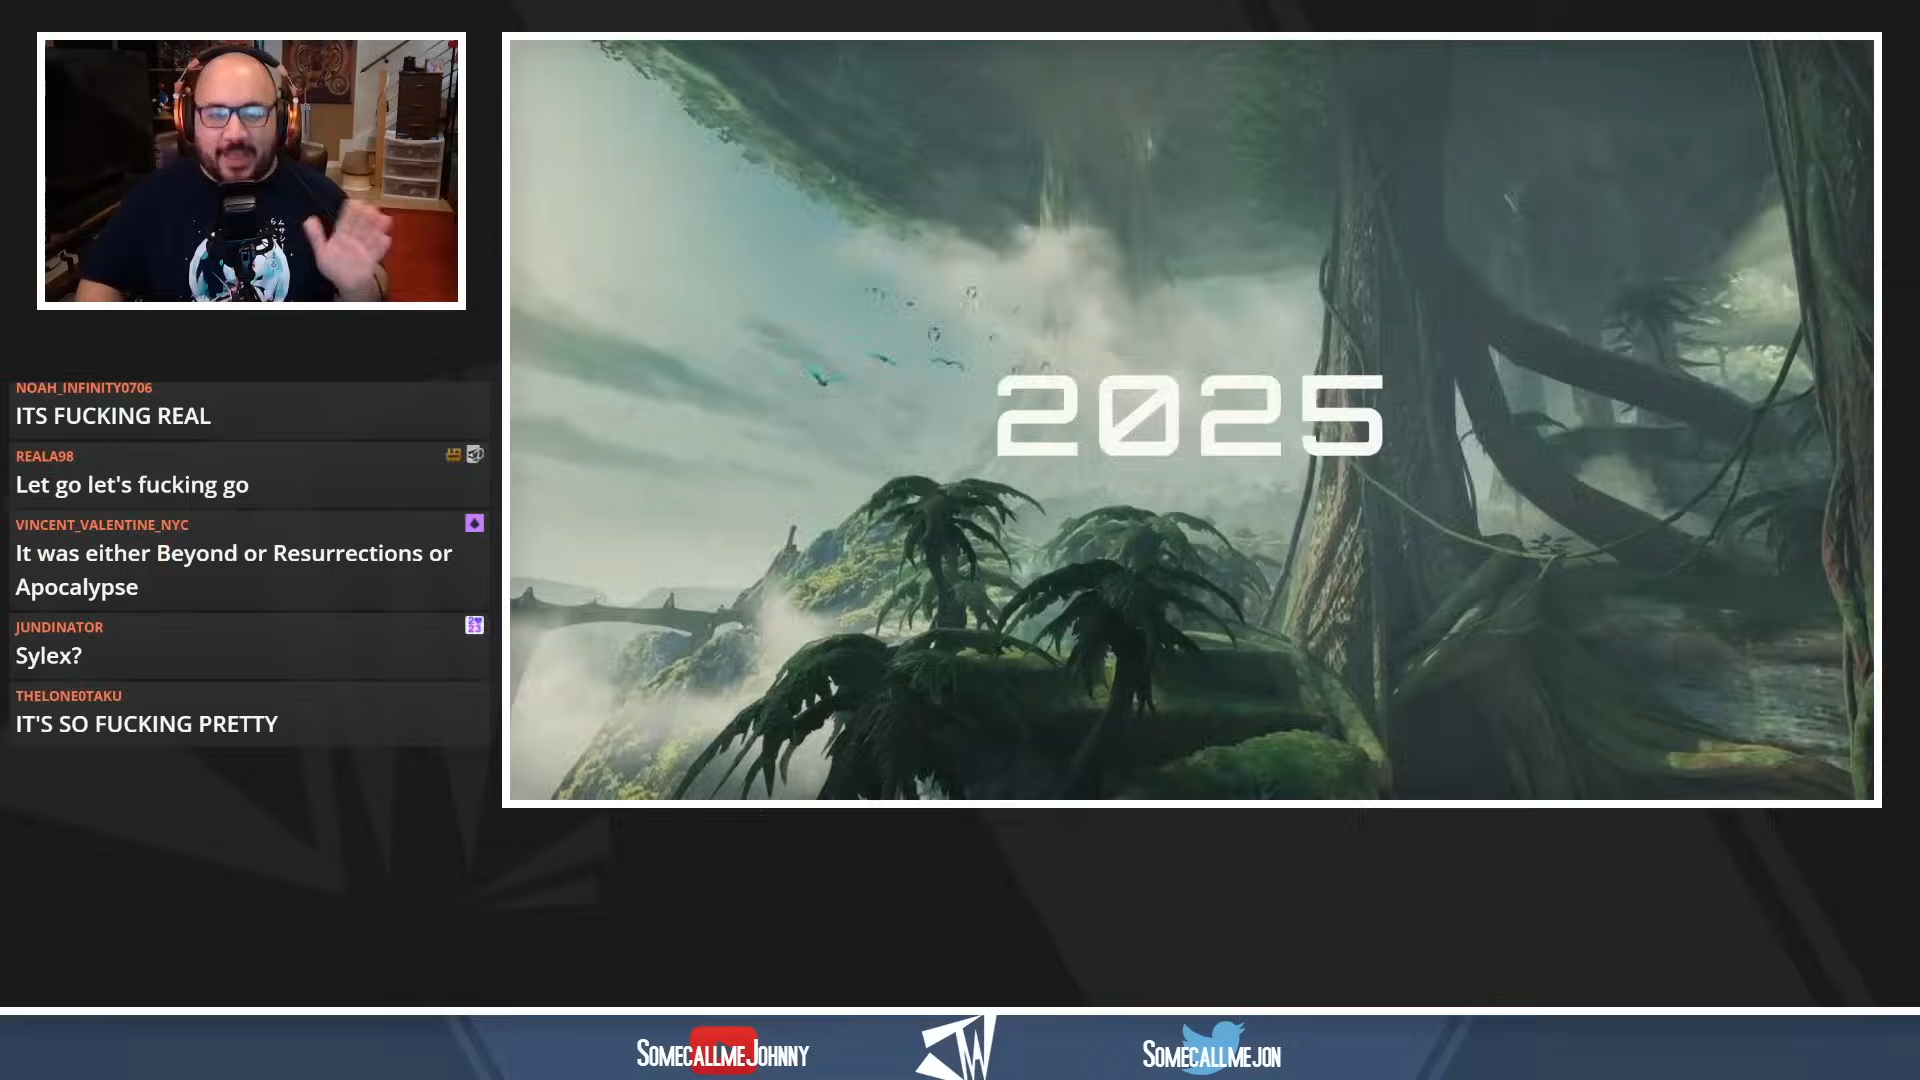 NOAH_INFINITY0706
ITS FUCKING REAL
REALA98
Let go let's fucking go
VINCENT_VALENTINE_NYC
It was either Beyond or Resurrections or
Apocalypse
JUNDINATOR
Sylex?
THELONE0TAKU
IT'S SO FUCKING PRETTY
2025
SOMECALLMEJOHNNY
SOMECALLMEJON